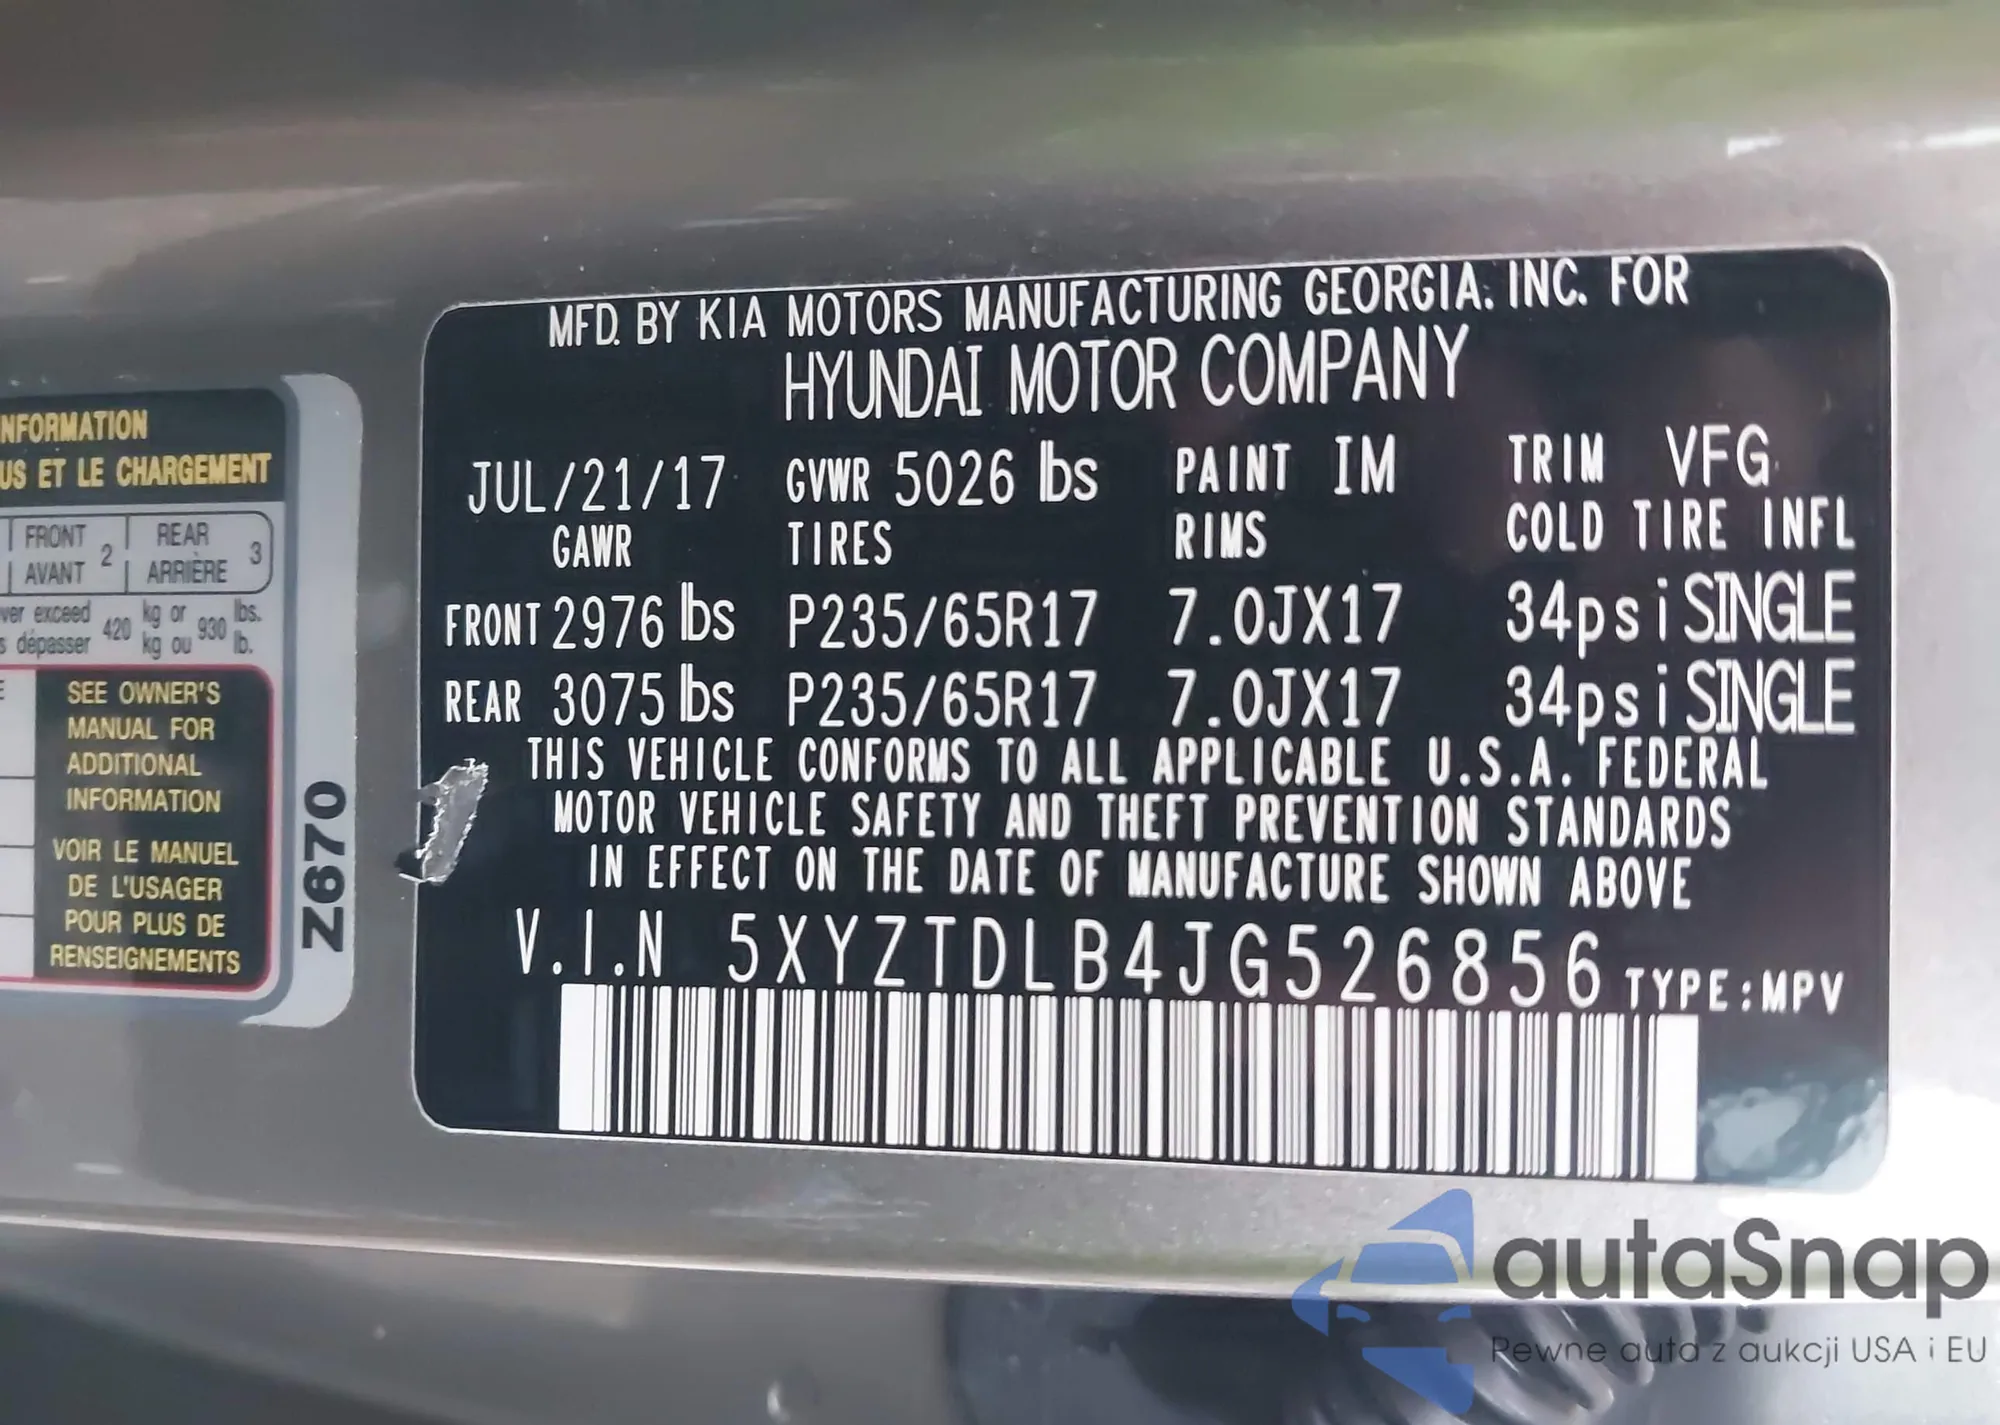 MFD. BY KIA MOTORS MANUFACTURING GEORGIA. INC. FOR
HYUNDAI MOTOR COMPANY
JUL/21/17 GVWR 5026 lbs PAINT IM TRIM VFG
GAWR TIRES RIMS COLD TIRE INFL
FRONT 2976 lbs P235/65R17 7.0JX17 34psi SINGLE
REAR 3075 lbs P235/65R17 7.0JX17 34psi SINGLE
THIS VEHICLE CONFORMS TO ALL APPLICABLE U.S.A. FEDERAL
MOTOR VEHICLE SAFETY AND THEFT PREVENTION STANDARDS
IN EFFECT ON THE DATE OF MANUFACTURE SHOWN ABOVE
V.I.N 5XYZTDLB4JG526856 TYPE:MPV
NFORMATION
US ET LE CHARGEMENT
FRONT 2 REAR 3
AVANT ARRIÈRE
ver exceed 420 kg or 930 lbs.
s dépasser kg ou lb.
SEE OWNER'S
MANUAL FOR
ADDITIONAL
INFORMATION
VOIR LE MANUEL
DE L'USAGER
POUR PLUS DE
RENSEIGNEMENTS
Z670
autaSnap
Pewne auta z aukcji USA i EU